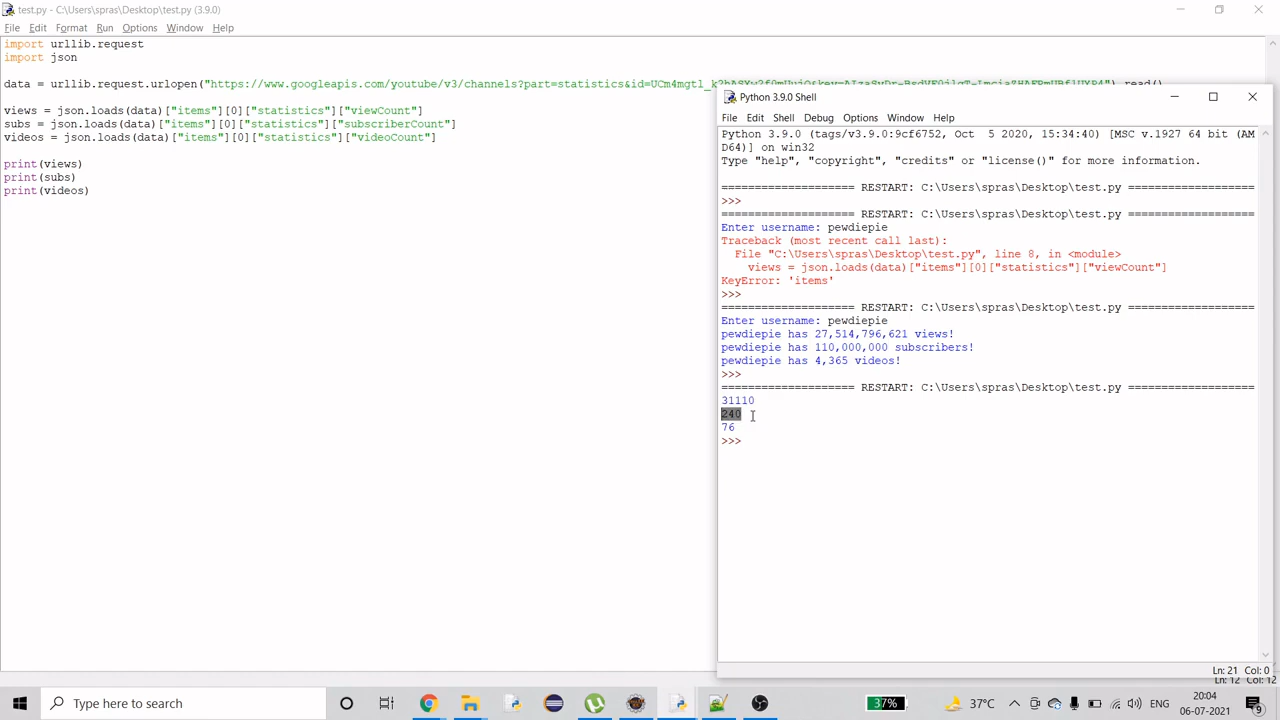 test.py - C:\Users\spras\Desktop\test.py (3.9.0)
File Edit Format Run Options Window Help
import urllib.request
import json
data = urllib.request.urlopen("https://www.googleapis.com/youtube/v3/channels?part=statistics&id=
views = json.loads(data)["items"][0]["statistics"]["viewCount"]
subs = json.loads(data)["items"][0]["statistics"]["subscriberCount"]
videos = json.loads(data)["items"][0]["statistics"]["videoCount"]
print(views)
print(subs)
print(videos)
Python 3.9.0 Shell
File Edit Shell Debug Options Window Help
Python 3.9.0 (tags/v3.9.0:9cf6752, Oct  5 2020, 15:34:40) [MSC v.1927 64 bit (AM
D64)] on win32
Type "help", "copyright", "credits" or "license()" for more information.
==================== RESTART: C:\Users\spras\Desktop\test.py ===================
>>>
==================== RESTART: C:\Users\spras\Desktop\test.py ===================
Enter username: pewdiepie
Traceback (most recent call last):
File "C:\Users\spras\Desktop\test.py", line 8, in <module>
views = json.loads(data)["items"][0]["statistics"]["viewCount"]
KeyError: 'items'
>>>
==================== RESTART: C:\Users\spras\Desktop\test.py ===================
Enter username: pewdiepie
pewdiepie has 27,514,796,621 views!
pewdiepie has 110,000,000 subscribers!
pewdiepie has 4,365 videos!
>>>
==================== RESTART: C:\Users\spras\Desktop\test.py ===================
31110
240
76
>>>
Ln: 21 Col: 0
Ln: 12 Col: 12
Type here to search
37%
37°C
ENG
20:04
06-07-2021
9